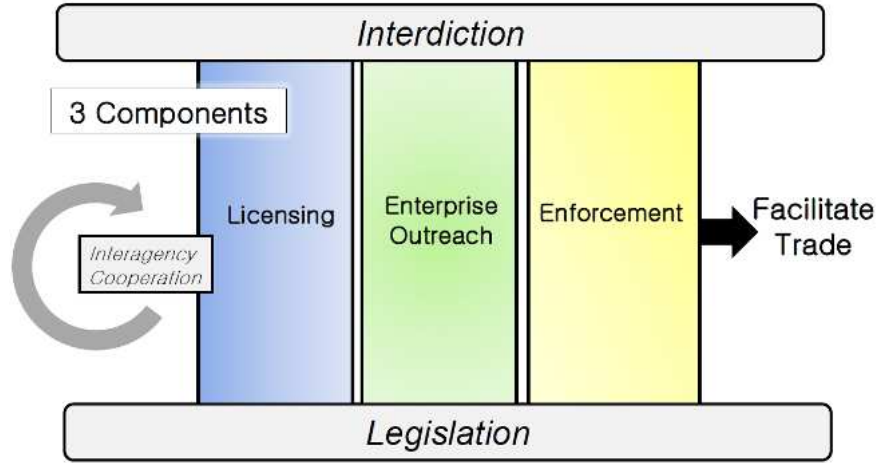 Interdiction
3 Components
Licensing
Enterprise
Outreach
Enforcement
Facilitate
Trade
Interagency
Cooperation
Legislation